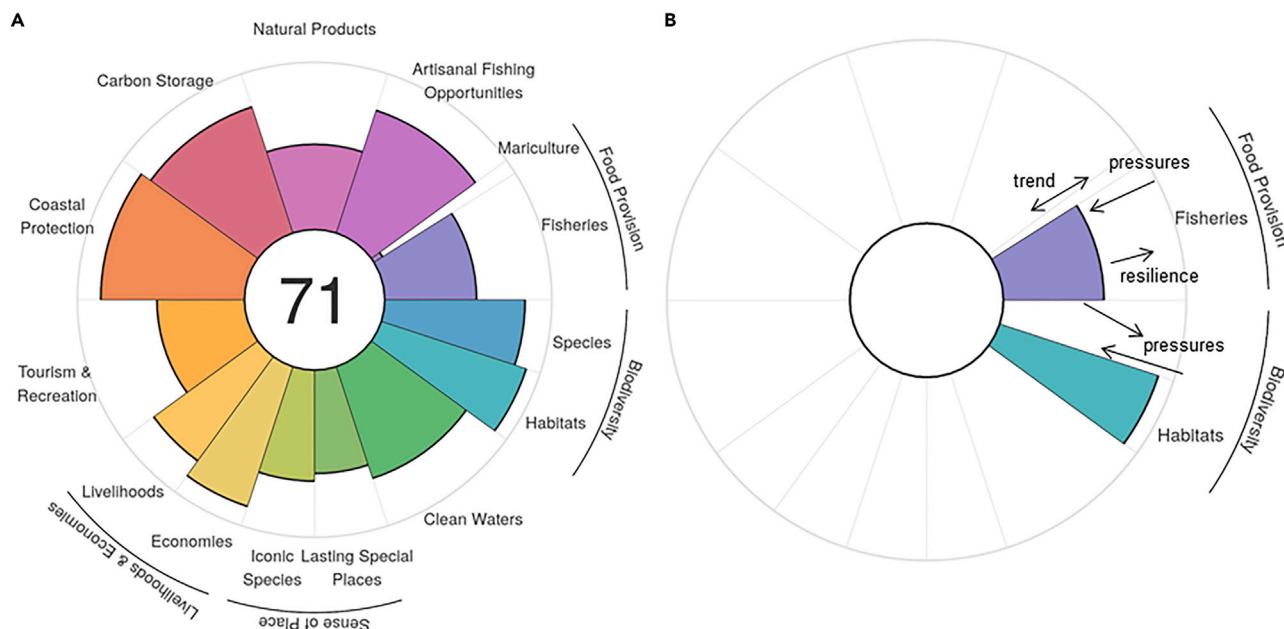 A
Natural Products
Carbon Storage
Artisanal Fishing
Opportunities
Mariculture
Food Provision
Fisheries
Coastal
Protection
71
Species
Biodiversity
Habitats
Tourism &
Recreation
Livelihoods
Clean Waters
Economies
Livelihoods & Economies
Iconic
Species
Lasting Special
Places
Sense of Place
B
Food Provision
pressures
trend
Fisheries
resilience
pressures
Biodiversity
Habitats